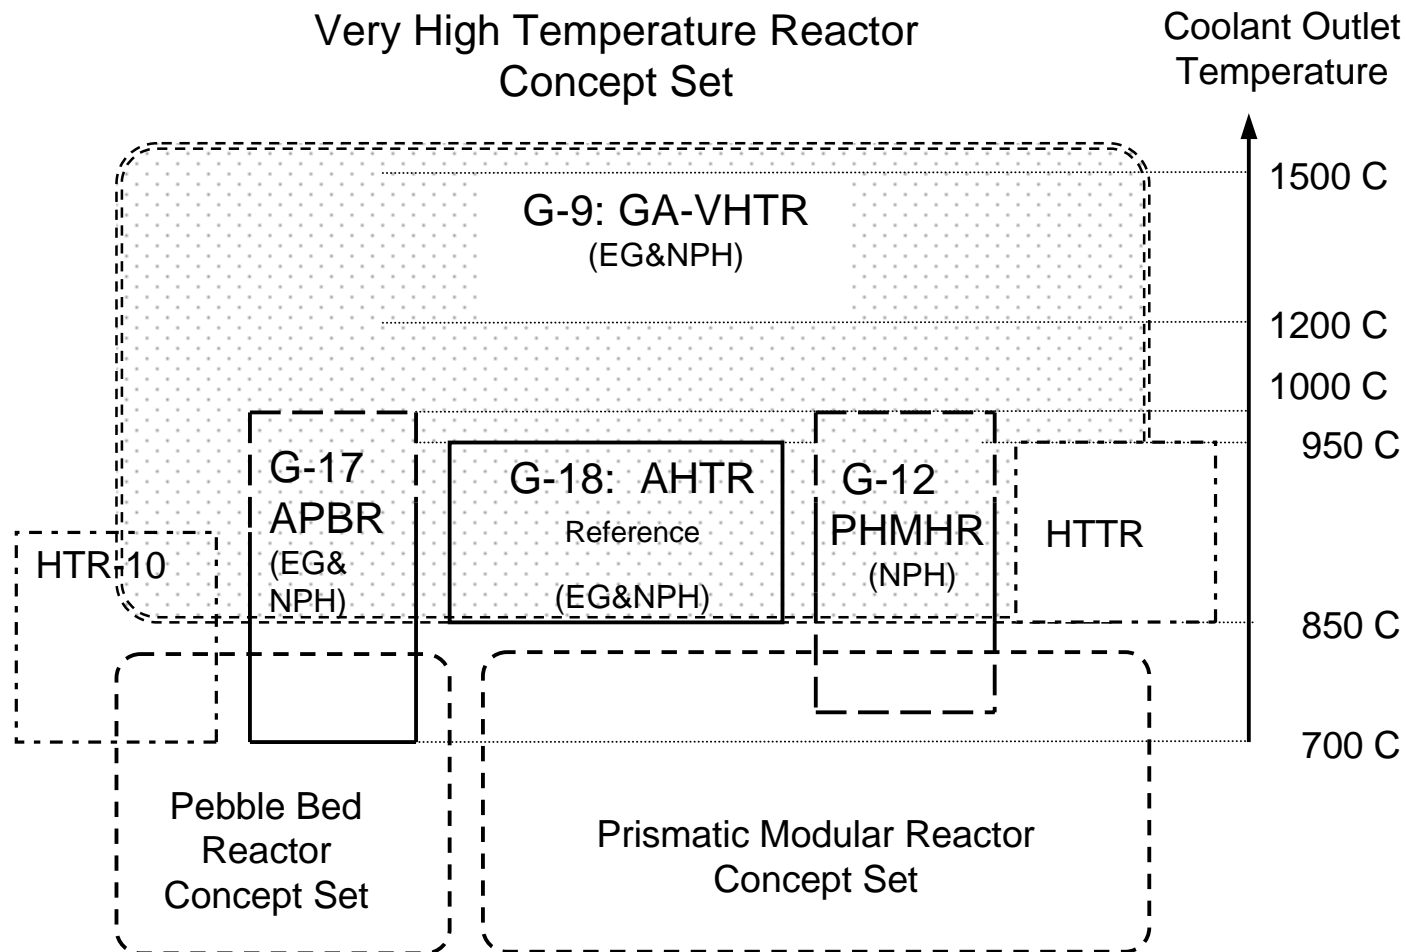 Very High Temperature Reactor
Concept Set
Coolant Outlet
Temperature
1500 C
G-9: GA-VHTR
(EG&NPH)
1200 C
1000 C
950 C
G-17
APBR
(EG&
NPH)
G-18:  AHTR
Reference
(EG&NPH)
G-12
PHMHR
(NPH)
HTTR
HTR-10
850 C
700 C
Pebble Bed
Reactor
Concept Set
Prismatic Modular Reactor
Concept Set